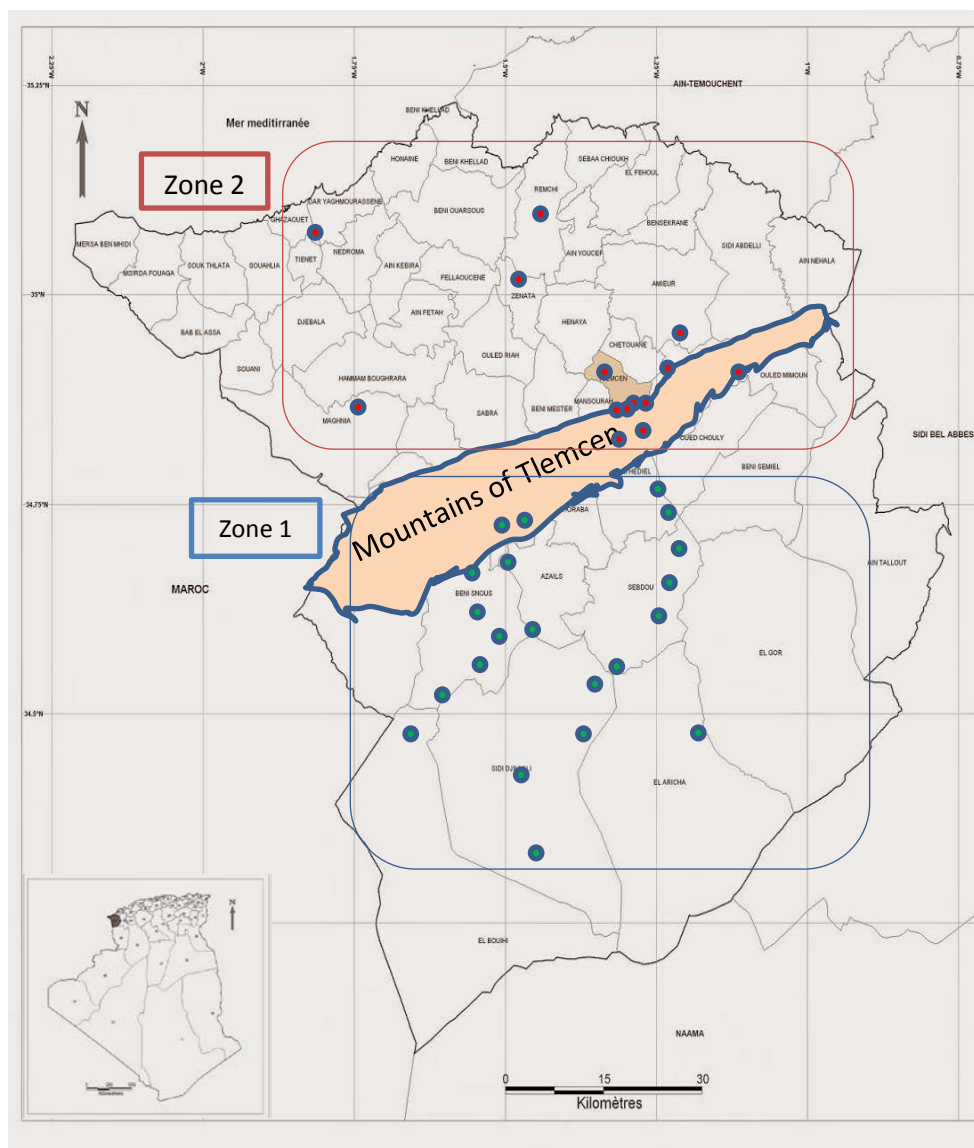 2.25'W
2'W
1.75'W
1.5'W
1.25'W
1'W
0.75'W
35.25'N
AIN-TEMOUCHENT
N
BENI KHELLAD
Mer meditirranée
HONAINE
BENI KHELLAD
SEBAA CHIOUKH
EL FEHOUL
Zone 2
REMCHI
DAR YAGHMOURASSENE
BENI OUARSOUS
GHAZAOUET
BENSEKRANE
MERSA BEN MHIDI
SIDI ABDELLI
NEDROMA
AIN YOUCEF
TIENET
AIN NEHALA
SOUK THLATA
SOUAHLIA
AIN KEBIRA
MSIRDA FOUAGA
FELLAOUCENE
AMIEUR
35'N
ZENATA
AIN FETAH
DJEBALA
HENAYA
BAB EL ASSA
CHETOUANE
OULED RIAH
SOUANI
HAMMAM BOUGHRARA
OULED MIMOUN
MANSOURAH
BENI MESTER
SABRA
MAGHNIA
SIDI BEL ABBES
OUED CHOULY
Mountains of Tlemcen
BENI SEMIEL
34.75'N
Zone 1
AIN TALLOUT
AZAILS
MAROC
SEBDOU
BENI SNOUS
EL GOR
34.5'N
EL ARICHA
N
EL BOUIHI
NAAMA
0 15 30
Kilomètres
Kilomètres